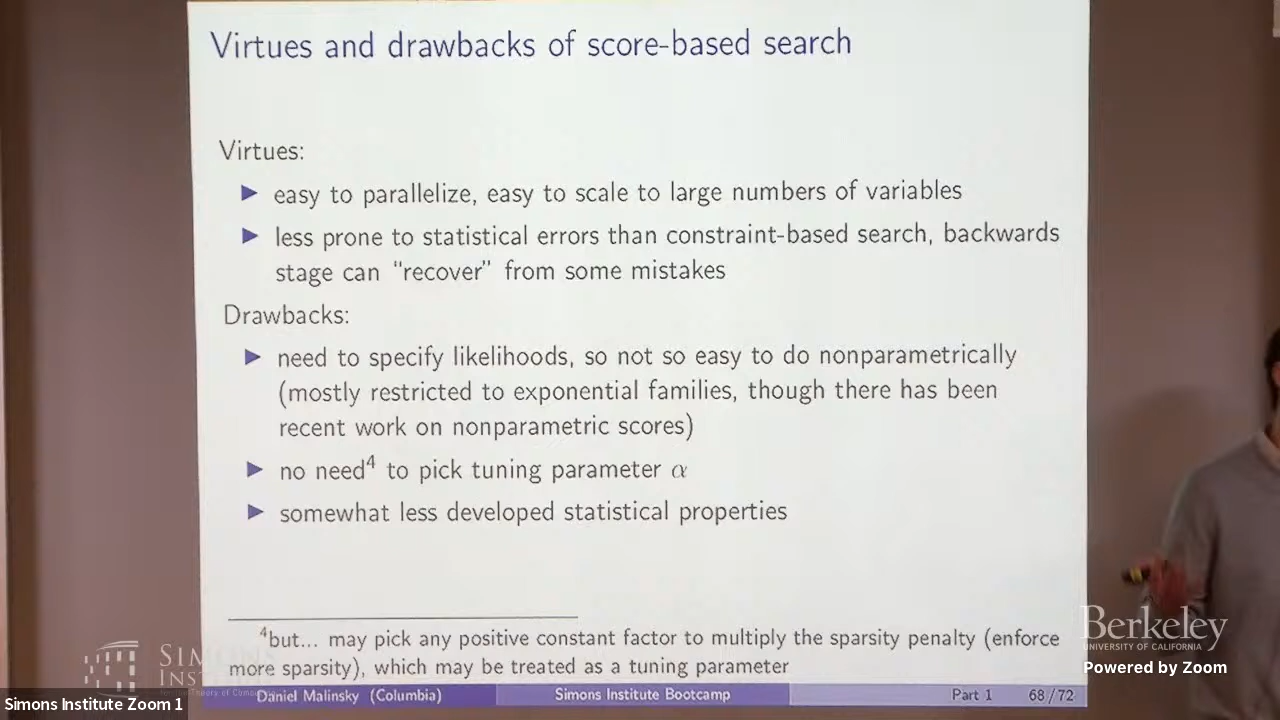 Virtues and drawbacks of score-based search
Virtues:
▶ easy to parallelize, easy to scale to large numbers of variables
▶ less prone to statistical errors than constraint-based search, backwards
stage can “recover” from some mistakes
Drawbacks:
▶ need to specify likelihoods, so not so easy to do nonparametrically
(mostly restricted to exponential families, though there has been
recent work on nonparametric scores)
▶ no need⁴ to pick tuning parameter α
▶ somewhat less developed statistical properties
⁴but... may pick any positive constant factor to multiply the sparsity penalty (enforce
more sparsity), which may be treated as a tuning parameter
Daniel Malinsky (Columbia) Simons Institute Bootcamp Part 1 68/72
SIMONS
INSTITUTE
Berkeley
UNIVERSITY OF CALIFORNIA
Powered by Zoom
Simons Institute Zoom 1